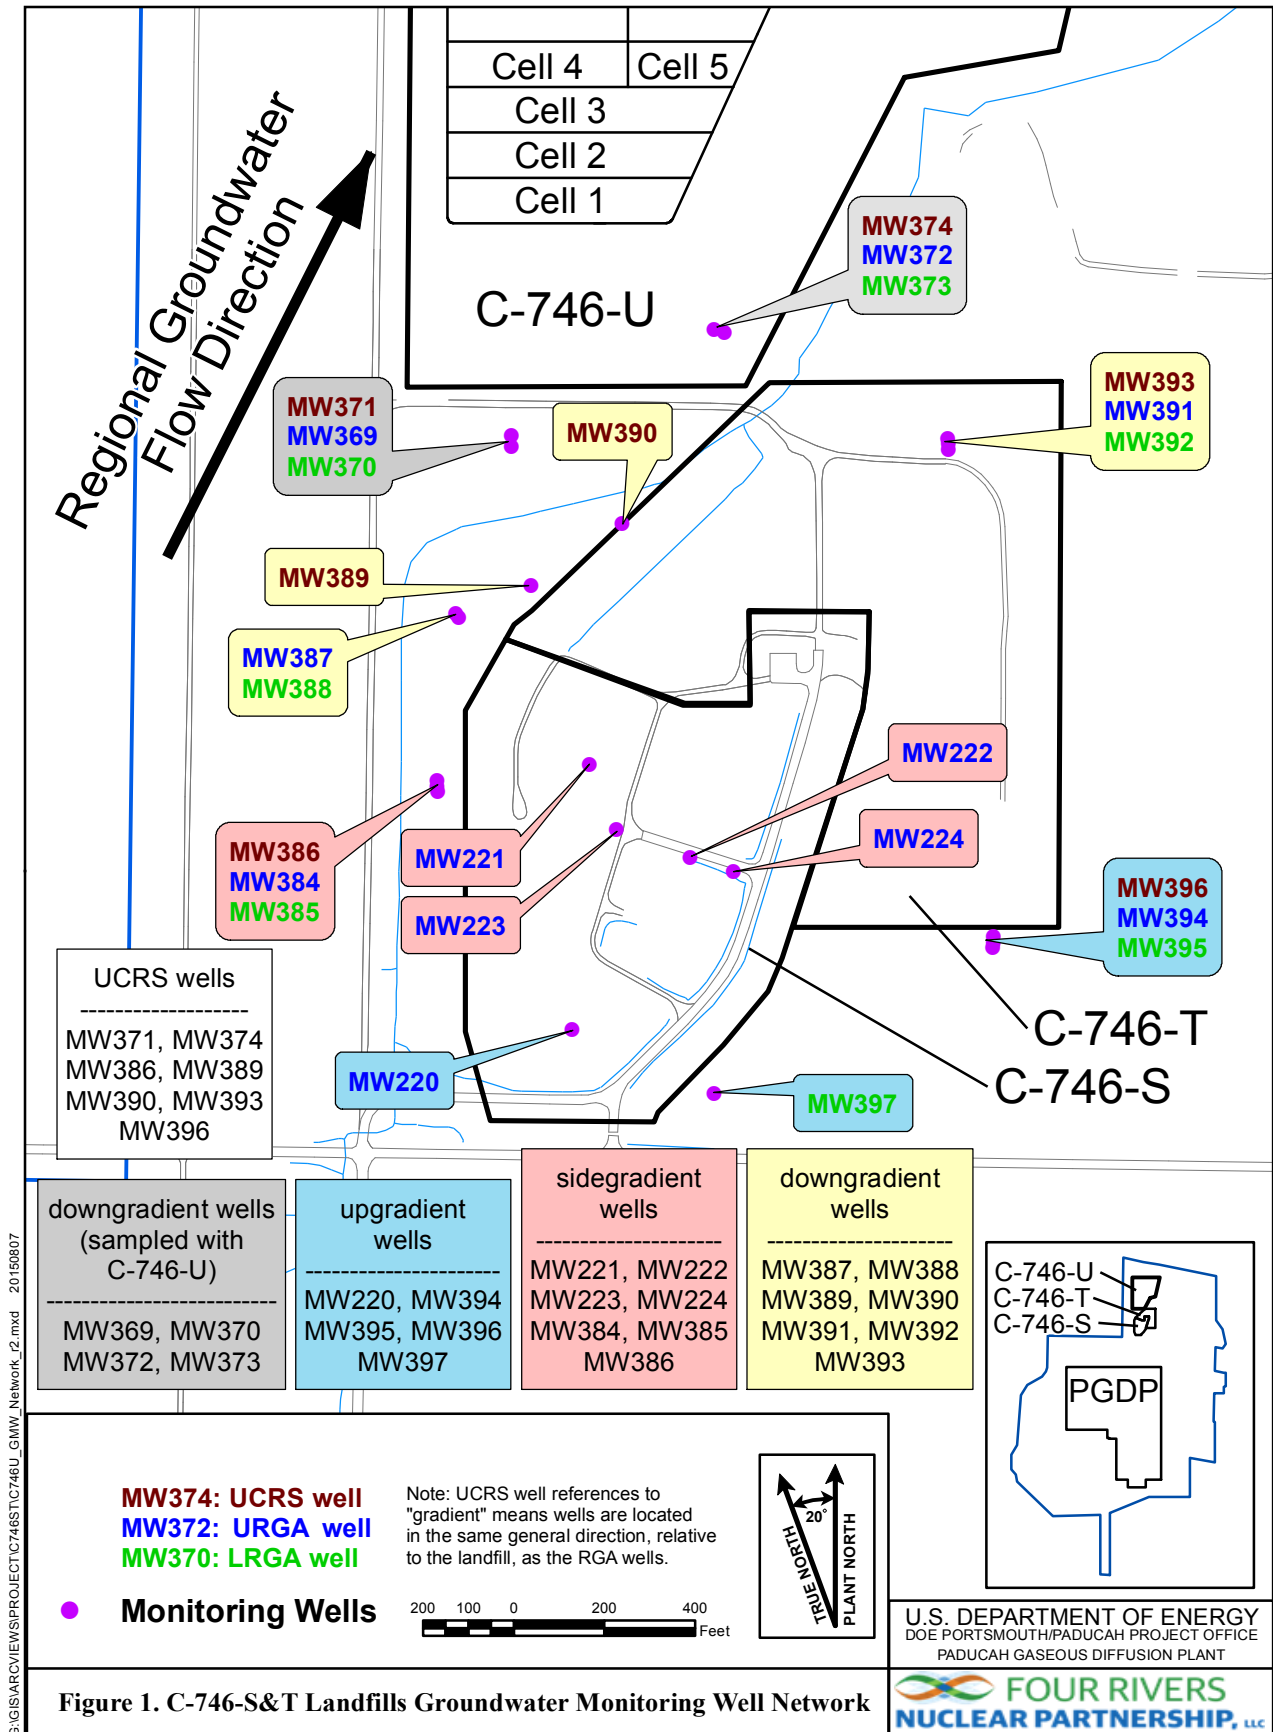 Cell 4
Cell 5
Cell 3
Cell 2
Cell 1
Regional Groundwater
Flow Direction
C-746-U
MW374
MW372
MW373
MW371
MW369
MW370
MW390
MW393
MW391
MW392
MW389
MW387
MW388
MW222
MW224
MW386
MW384
MW385
MW221
MW223
MW396
MW394
MW395
MW220
MW397
C-746-T
C-746-S
UCRS wells
--------------------
MW371, MW374
MW386, MW389
MW390, MW393
MW396
downgradient wells
(sampled with
C-746-U)
---------------------------
MW369, MW370
MW372, MW373
upgradient
wells
-----------------------
MW220, MW394
MW395, MW396
MW397
sidegradient
wells
-------------------------
MW221, MW222
MW223, MW224
MW384, MW385
MW386
downgradient
wells
----------------------
MW387, MW388
MW389, MW390
MW391, MW392
MW393
C-746-U
C-746-T
C-746-S
PGDP
MW374: UCRS well
MW372: URGA well
MW370: LRGA well
Monitoring Wells
Note: UCRS well references to
"gradient" means wells are located
in the same general direction, relative
to the landfill, as the RGA wells.
200 100 0 200 400
Feet
20°
TRUE NORTH
PLANT NORTH
U.S. DEPARTMENT OF ENERGY
DOE PORTSMOUTH/PADUCAH PROJECT OFFICE
PADUCAH GASEOUS DIFFUSION PLANT
Figure 1. C-746-S&T Landfills Groundwater Monitoring Well Network
FOUR RIVERS
NUCLEAR PARTNERSHIP, LLC
G:\GIS\ARCVIEWS\PROJECT\C746ST\C746U_GMW_Network_r2.mxd 20150807